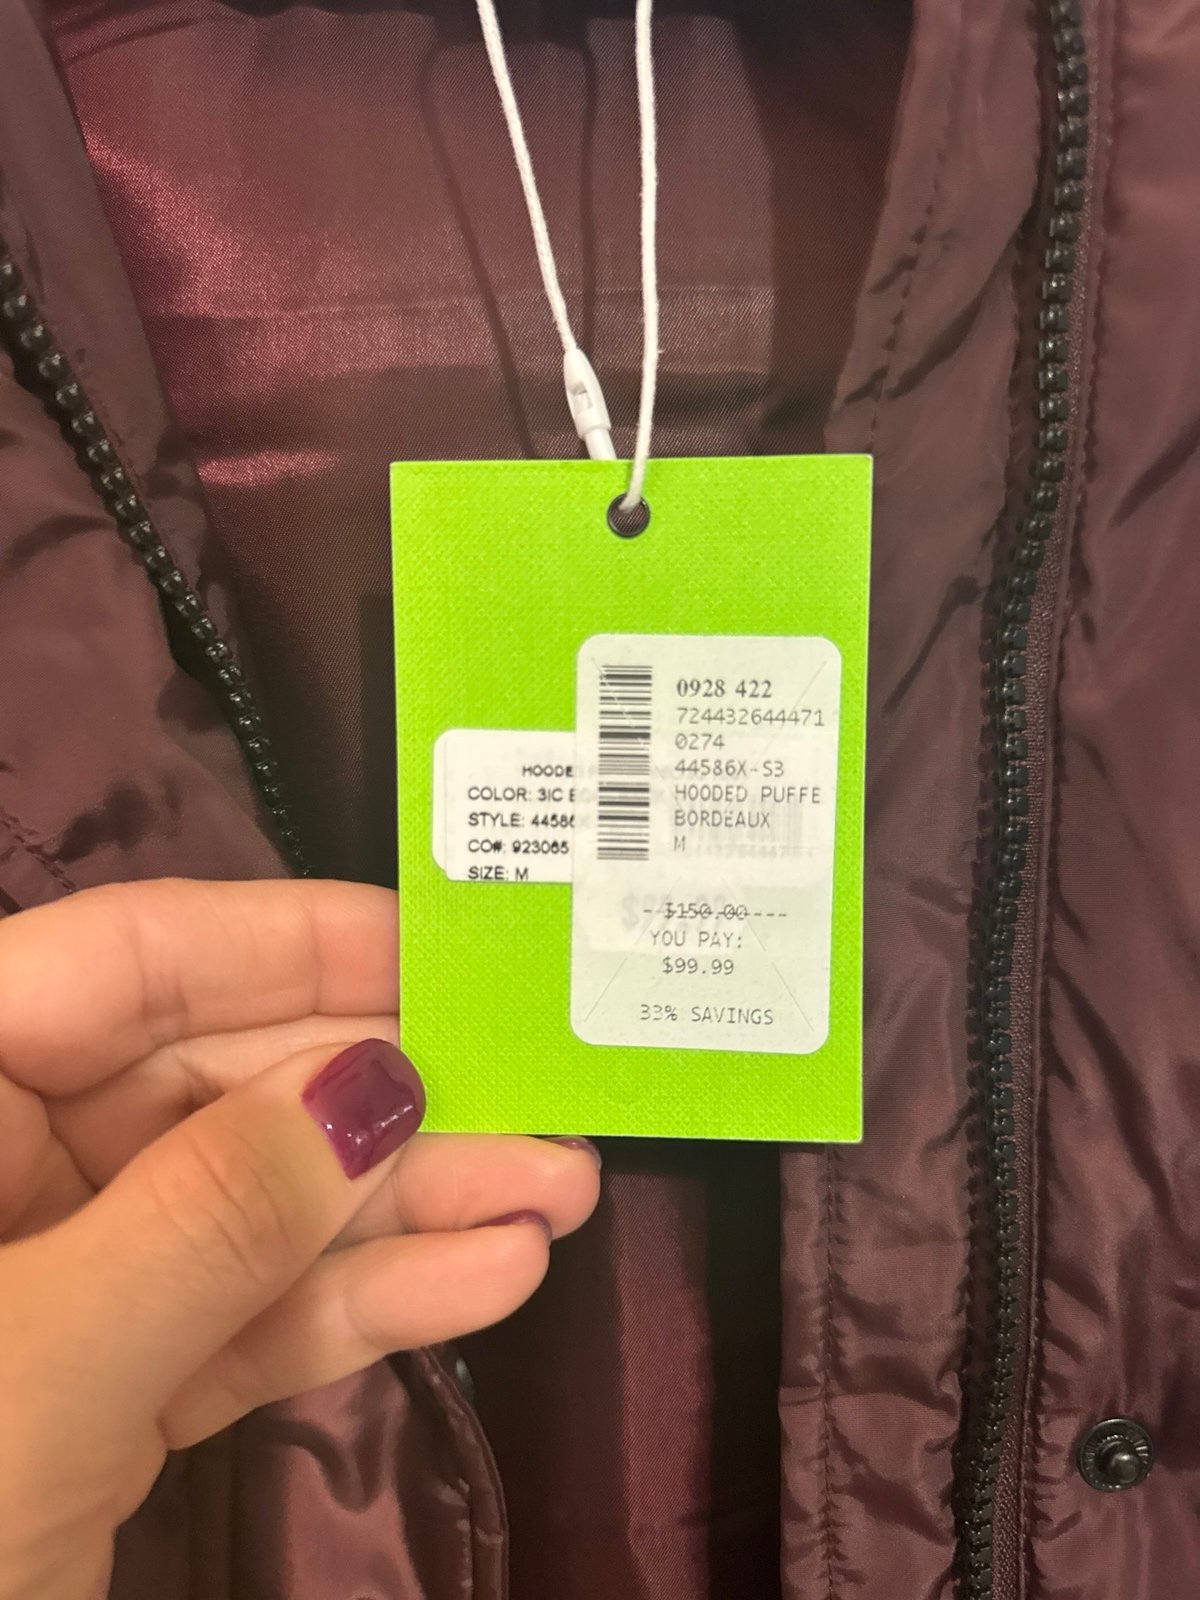 0928 422
724432644471
0274
44586X-S3
HOODED PUFFE
BORDEAUX
M
$150.00
YOU PAY:
$99.99
33% SAVINGS
HOODE
COLOR: 3IC
STYLE: 44586
CO#: 923065
SIZE: M